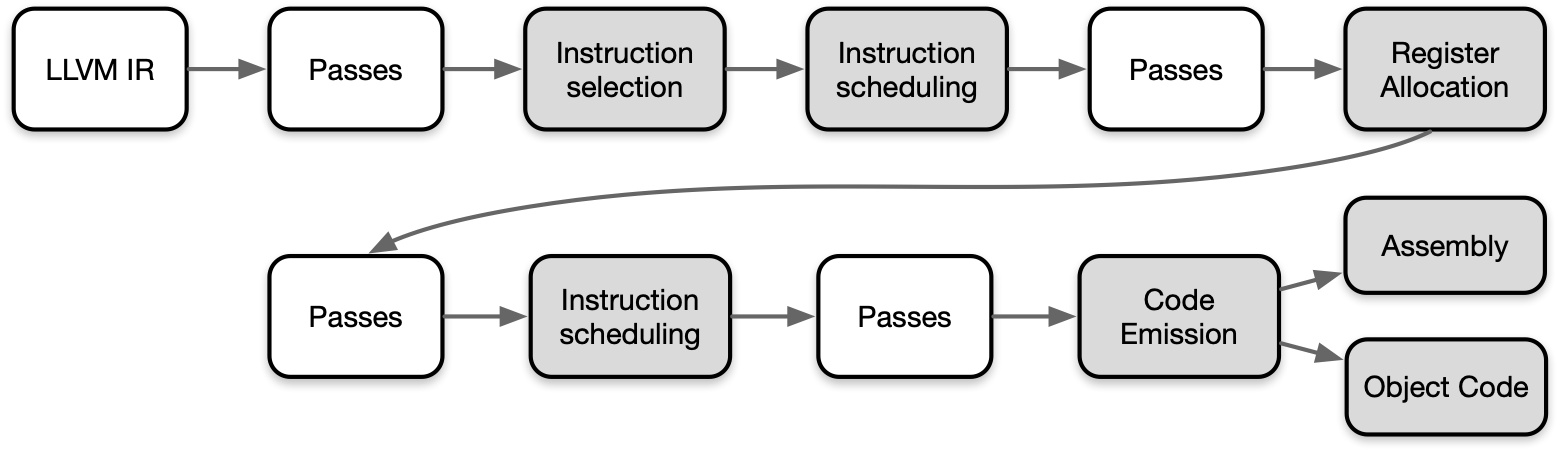 LLVM IR
Passes
Instruction
selection
Instruction
scheduling
Passes
Register
Allocation
Passes
Instruction
scheduling
Passes
Code
Emission
Assembly
Object Code